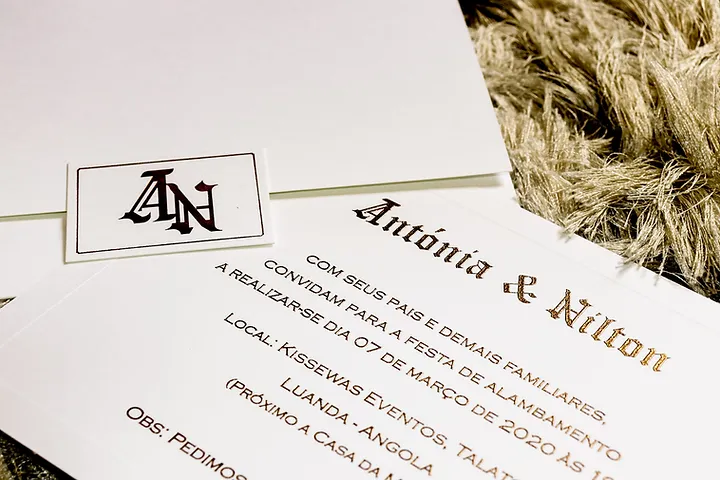 AN
Antónia & Nilton
COM SEUS PAIS E DEMAIS FAMILIARES,
CONVIDAM PARA A FESTA DE ALAMBAMENTO
A REALIZAR-SE DIA 07 DE MARÇO DE 2020 ÀS
LOCAL: KISSEWAS EVENTOS,
LUANDA - ANGOLA
(PRÓXIMO A CASA DA
OBS: PEDIMOS